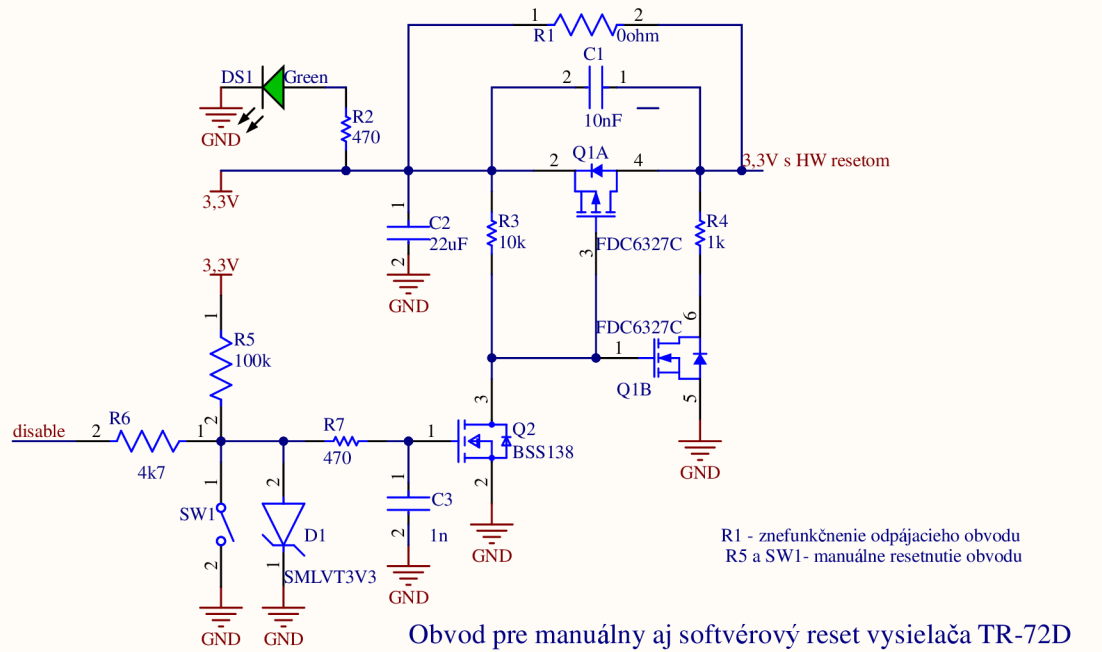 1 2
R1 0ohm
C1
2 1
10nF
DS1 Green
GND
R2
470
Q1A
2 4
3,3V s HW resetom
3,3V
1
C2
22uF
2
GND
R3
10k
3
FDC6327C
R4
1k
3,3V
1
R5
100k
2
FDC6327C
6
1
Q1B
5
GND
disable
2
R6
1
4k7
R7
470
1
3
Q2
BSS138
2
GND
1
SW1
2
GND
2
D1
1
SMLVT3V3
GND
1
C3
1n
2
GND
R1 - znefunkčnenie odpájacieho obvodu
R5 a SW1- manuálne resetnutie obvodu
Obvod pre manuálny aj softvérový reset vysielača TR-72D